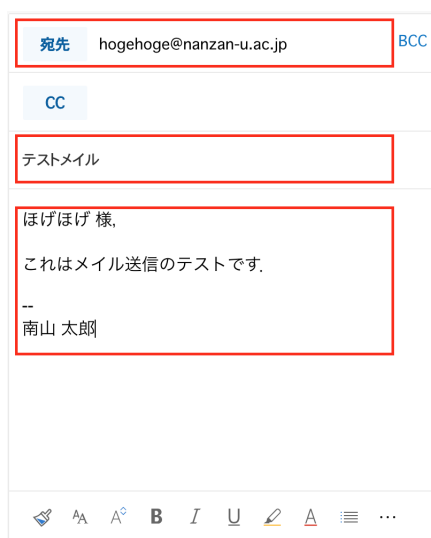 宛先 hogehoge@nanzan-u.ac.jp BCC
CC
テストメイル
ほげほげ 様,
これはメイル送信のテストです.
--
南山 太郎
AA A B I U A ...